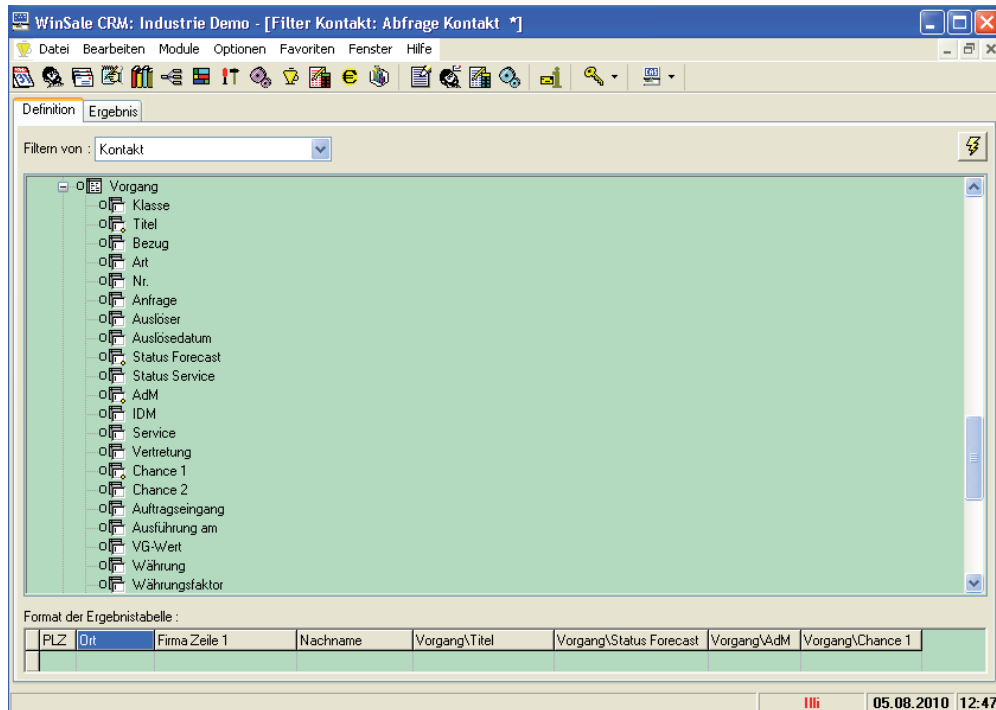 WinSale CRM: Industrie Demo - [Filter Kontakt: Abfrage Kontakt *]
Datei Bearbeiten Module Optionen Favoriten Fenster Hilfe
Definition Ergebnis
Filtern von : Kontakt
Vorgang
Klasse
Titel
Bezug
Art
Nr.
Anfrage
Auslöser
Auslösedatum
Status Forecast
Status Service
AdM
IDM
Service
Vertretung
Chance 1
Chance 2
Auftragseingang
Ausführung am
VG-Wert
Währung
Währungsfaktor
Format der Ergebnistabelle :
PLZ Ort Firma Zeile 1 Nachname Vorgang\Titel Vorgang\Status Forecast Vorgang\AdM Vorgang\Chance 1
05.08.2010 12:47